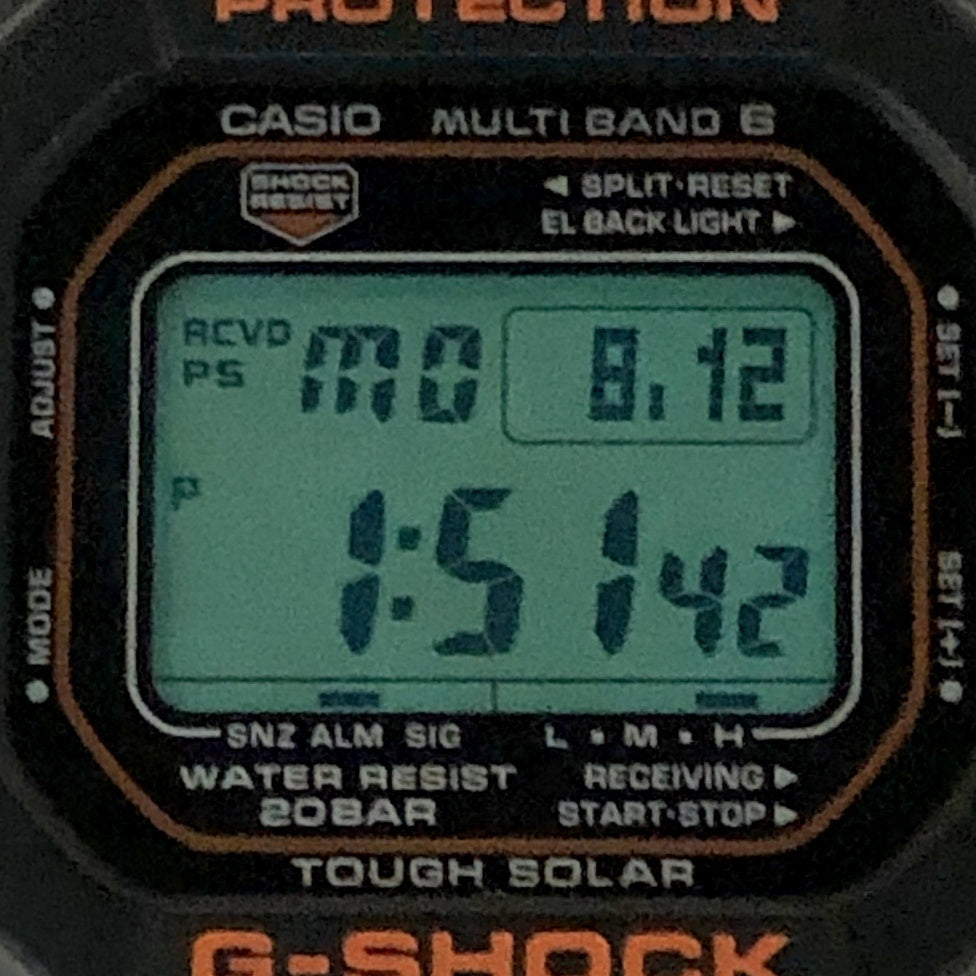 PROTECTION
CASIO MULTI BAND 6
SHOCK
RESIST
◄ SPLIT·RESET
EL BACK LIGHT ►
ADJUST
SET (−)
RCVD
PS
MO 8.12
P
1:51 42
MODE
SET (+)
SNZ ALM SIG L • M • H
WATER RESIST
20BAR
RECEIVING ►
START·STOP ►
TOUGH SOLAR
G-SHOCK